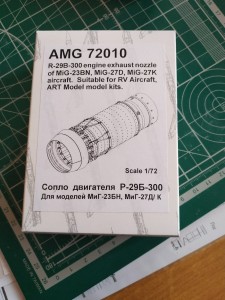 AMG 72010
R-29B-300 engine exhaust nozzle
of MiG-23BN, MiG-27D, MiG-27K
aircraft. Suitable for RV Aircraft,
ART Model model kits.
Scale 1/72
Сопло двигателя Р-29Б-300
Для моделей МиГ-23БН, МиГ-27Д/ К